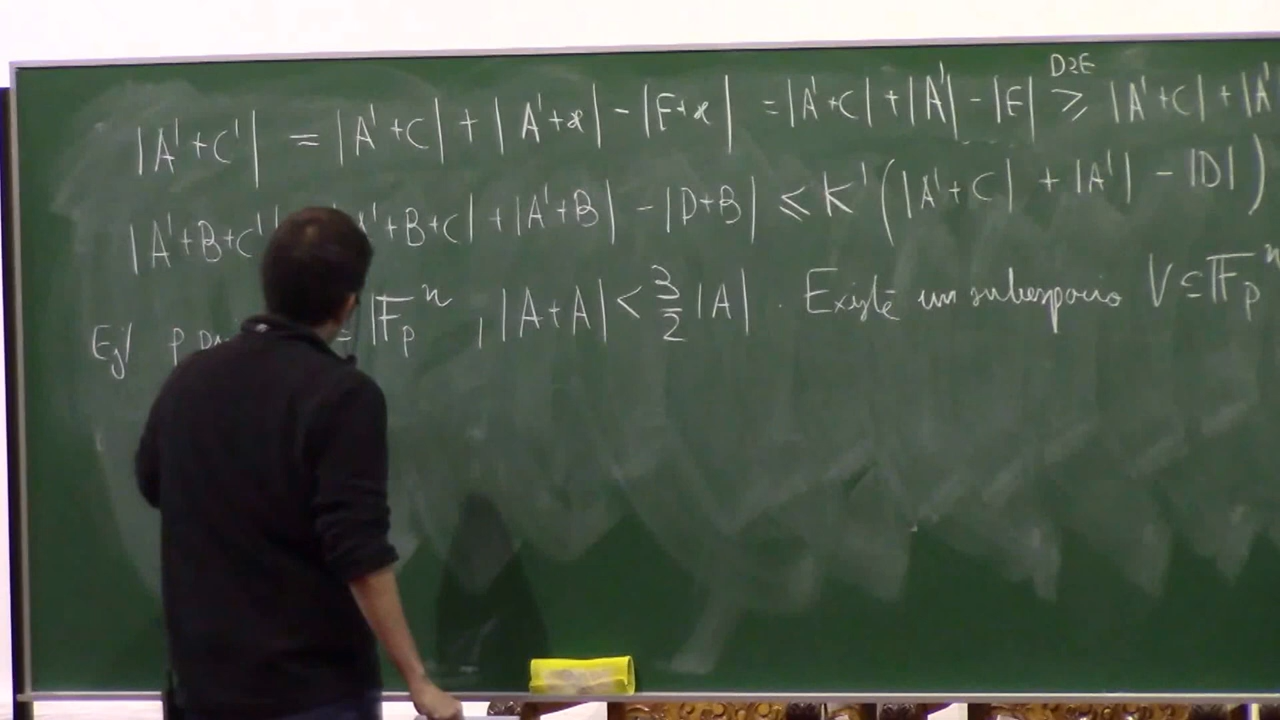 |A'+C'| = |A'+C| + |A'+x| - |E+x| = |A'+C| + |A'| - |E| ≥ |A'+C| + |A'|
D⊇E
|A'+B+C' '+B+C| + |A'+B| - |D+B| ≤ K' (|A'+C| + |A'| - |D|)
Ej/ p = 𝔽_p^n , |A+A| < 3/2 |A| . Existe un subespacio V ⊆ 𝔽_p^n